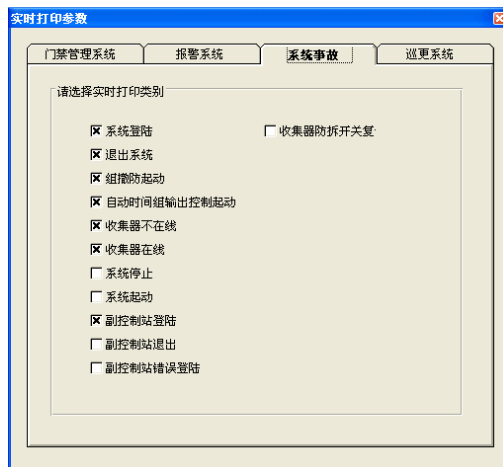 实时打印参数
门禁管理系统 报警系统 系统事故 巡更系统
请选择实时打印类别
系统登陆 收集器防拆开关复
退出系统
组撤防起动
自动时间组输出控制起动
收集器不在线
收集器在线
系统停止
系统起动
副控制站登陆
副控制站退出
副控制站错误登陆